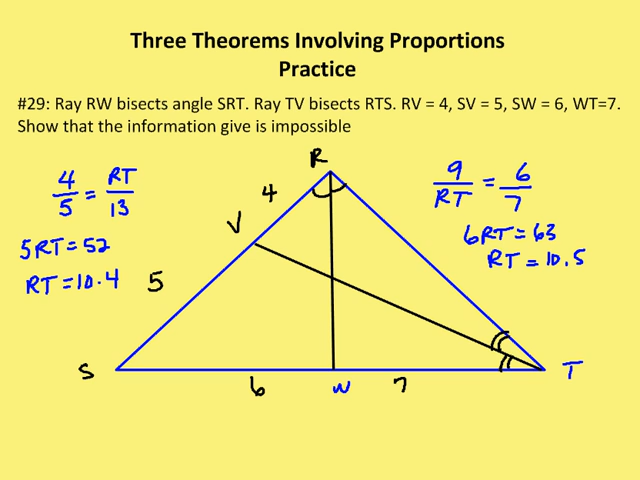 Three Theorems Involving Proportions
Practice
#29: Ray RW bisects angle SRT. Ray TV bisects RTS. RV = 4, SV = 5, SW = 6, WT=7.
Show that the information give is impossible
4/5 = RT/13
5RT = 52
RT = 10.4
R
4
V
5
S
6
W
7
T
9/RT = 6/7
6RT = 63
RT = 10.5